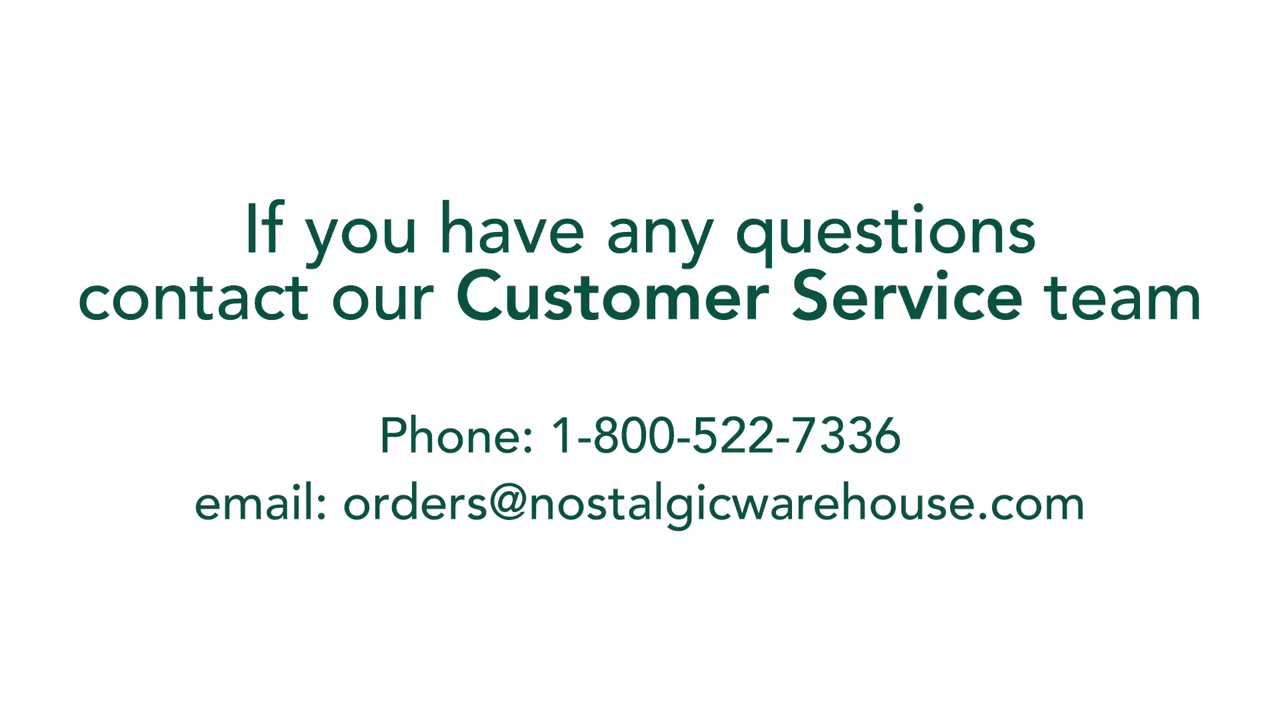 If you have any questions
contact our Customer Service team
Phone: 1-800-522-7336
email: orders@nostalgicwarehouse.com